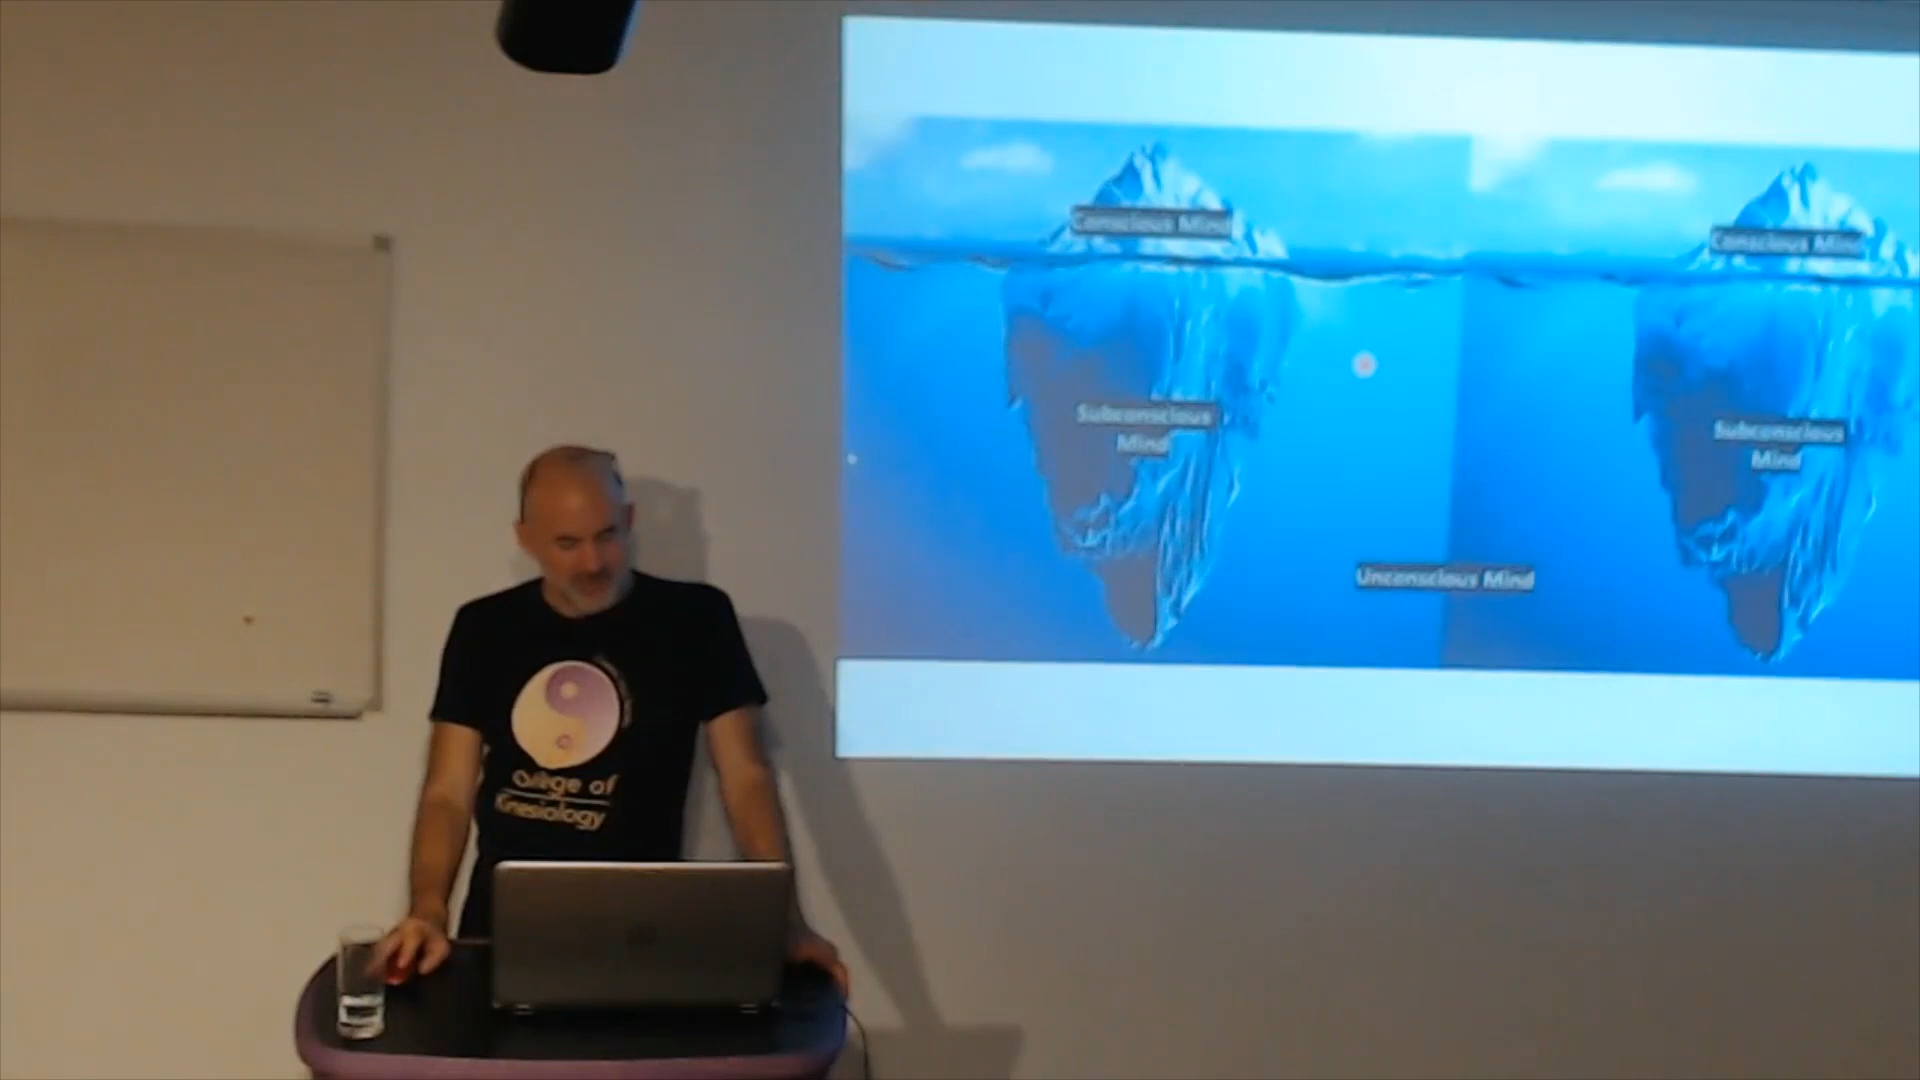 Conscious Mind
Conscious Mind
Subconscious
Mind
Subconscious
Mind
Unconscious Mind
College of
Kinesiology